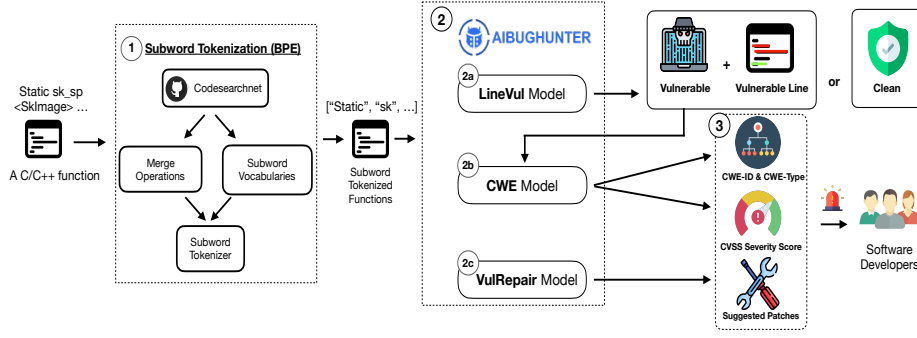 1 Subword Tokenization (BPE)
Codesearchnet
Merge
Operations
Subword
Vocabularies
Subword
Tokenizer
Static sk_sp
<SkImage> ...
A C/C++ function
["Static", "sk", ...]
Subword
Tokenized
Functions
2
AIBUGHUNTER
2a
LineVul Model
2b
CWE Model
2c
VulRepair Model
Vulnerable
+
Vulnerable Line
or
Clean
3
CWE-ID & CWE-Type
CVSS Severity Score
Suggested Patches
Software
Developers